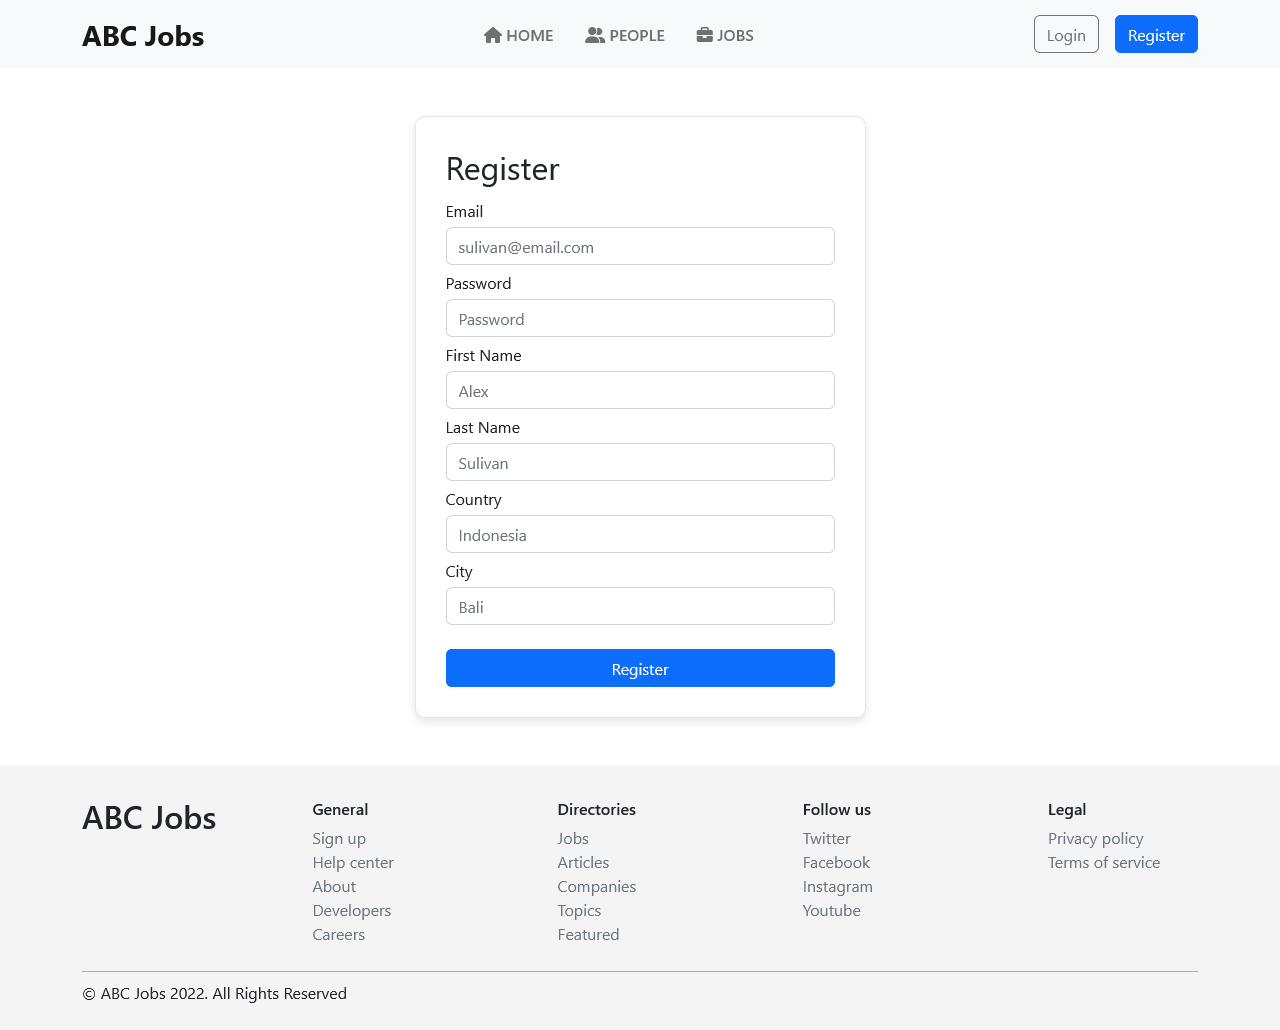 ABC Jobs
HOME
PEOPLE
JOBS
Login
Register
Register
Email
sulivan@email.com
Password
Password
First Name
Alex
Last Name
Sulivan
Country
Indonesia
City
Bali
Register
ABC Jobs
General
Sign up
Help center
About
Developers
Careers
Directories
Jobs
Articles
Companies
Topics
Featured
Follow us
Twitter
Facebook
Instagram
Youtube
Legal
Privacy policy
Terms of service
© ABC Jobs 2022. All Rights Reserved